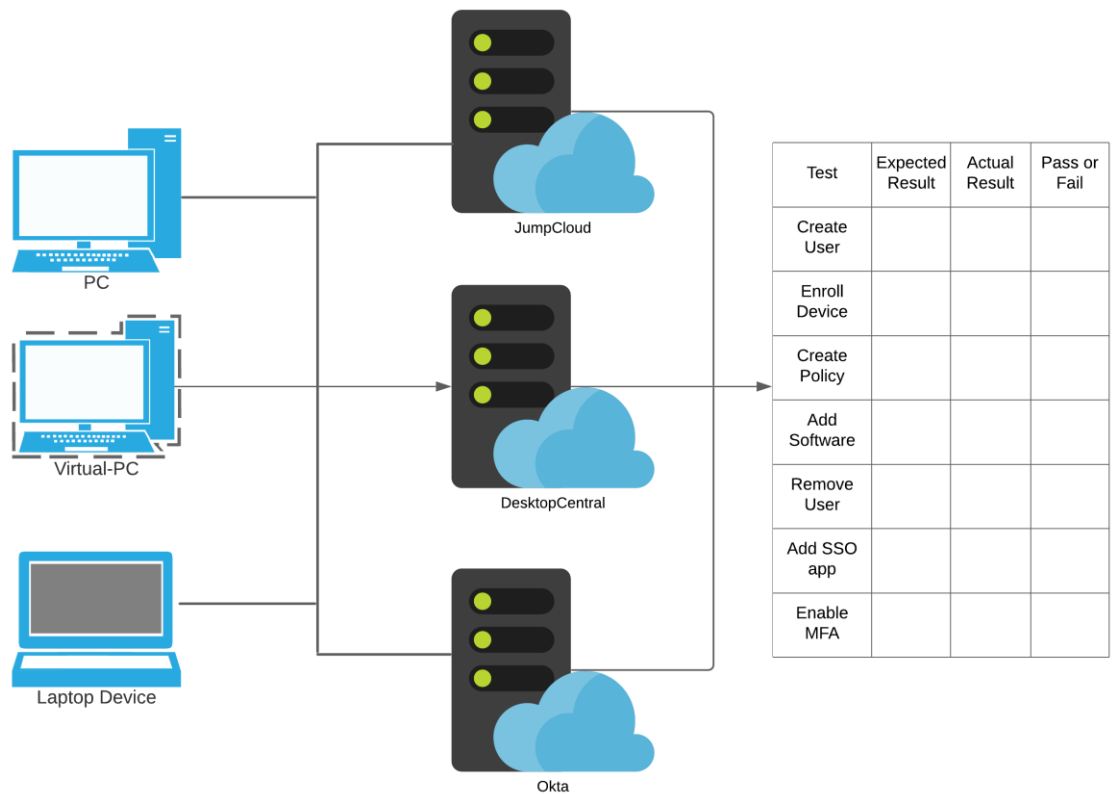 PC
Virtual-PC
Laptop Device
JumpCloud
DesktopCentral
Okta
Test
Expected
Result
Actual
Result
Pass or
Fail
Create
User
Enroll
Device
Create
Policy
Add
Software
Remove
User
Add SSO
app
Enable
MFA